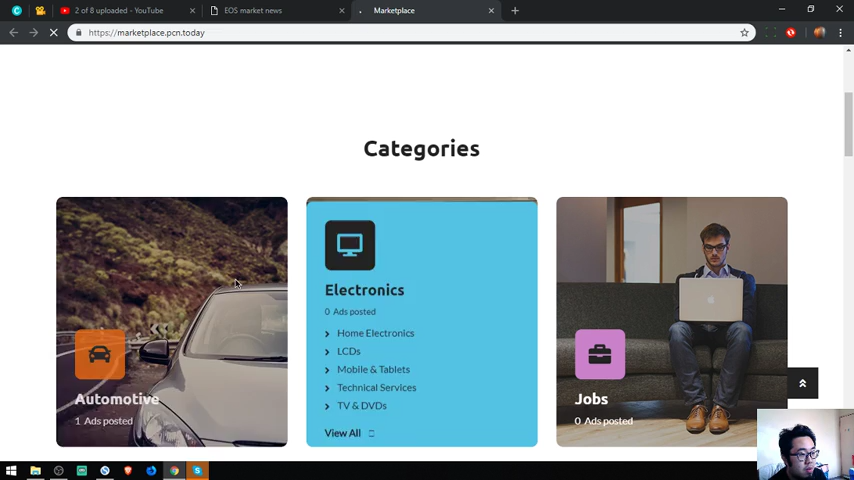 2 of 8 uploaded - YouTube
EOS market news
Marketplace
https://marketplace.pcn.today
Categories
Automotive
1 Ads posted
Electronics
0 Ads posted
Home Electronics
LCDs
Mobile & Tablets
Technical Services
TV & DVDs
View All
Jobs
0 Ads posted